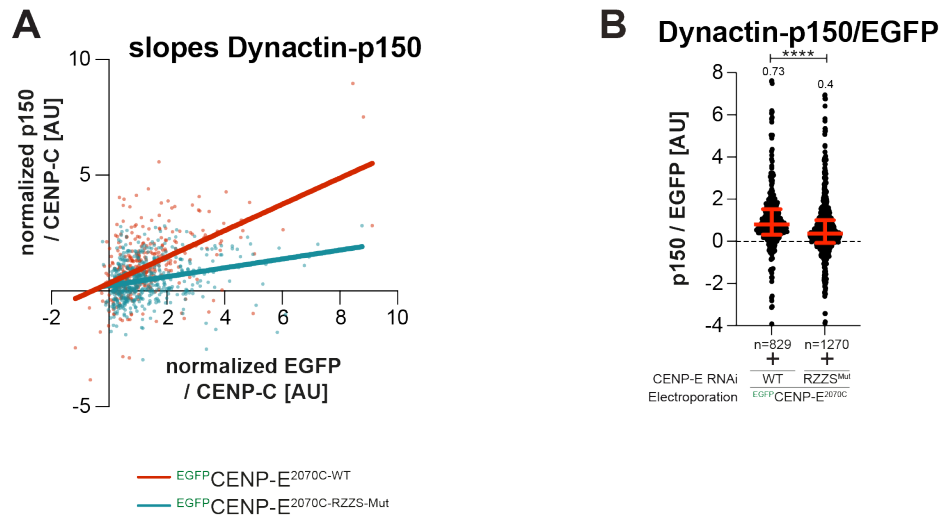 A
slopes Dynactin-p150
10
5
-5
-2
2
4
6
8
10
normalized p150
/ CENP-C [AU]
normalized EGFP
/ CENP-C [AU]
EGFPCENP-E2070C-WT
EGFPCENP-E2070C-RZZS-Mut
B
Dynactin-p150/EGFP
****
0.73
0.4
8
6
4
2
0
-2
-4
p150 / EGFP [AU]
n=829 n=1270
+ +
CENP-E RNAi WT RZZSMut
Electroporation EGFPCENP-E2070C